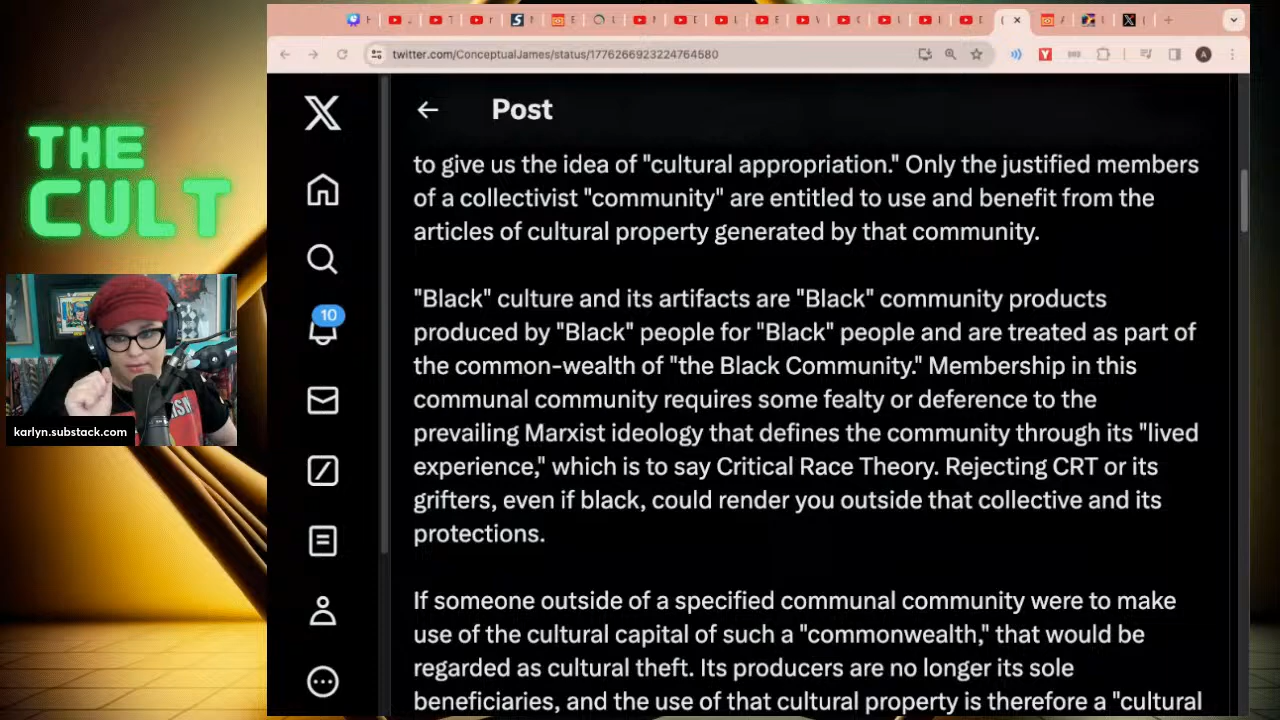 THE
CULT
karlyn.substack.com
twitter.com/ConceptualJames/status/1776266923224764580
10
Post
to give us the idea of "cultural appropriation." Only the justified members
of a collectivist "community" are entitled to use and benefit from the
articles of cultural property generated by that community.
"Black" culture and its artifacts are "Black" community products
produced by "Black" people for "Black" people and are treated as part of
the common-wealth of "the Black Community." Membership in this
communal community requires some fealty or deference to the
prevailing Marxist ideology that defines the community through its "lived
experience," which is to say Critical Race Theory. Rejecting CRT or its
grifters, even if black, could render you outside that collective and its
protections.
If someone outside of a specified communal community were to make
use of the cultural capital of such a "commonwealth," that would be
regarded as cultural theft. Its producers are no longer its sole
beneficiaries, and the use of that cultural property is therefore a "cultural